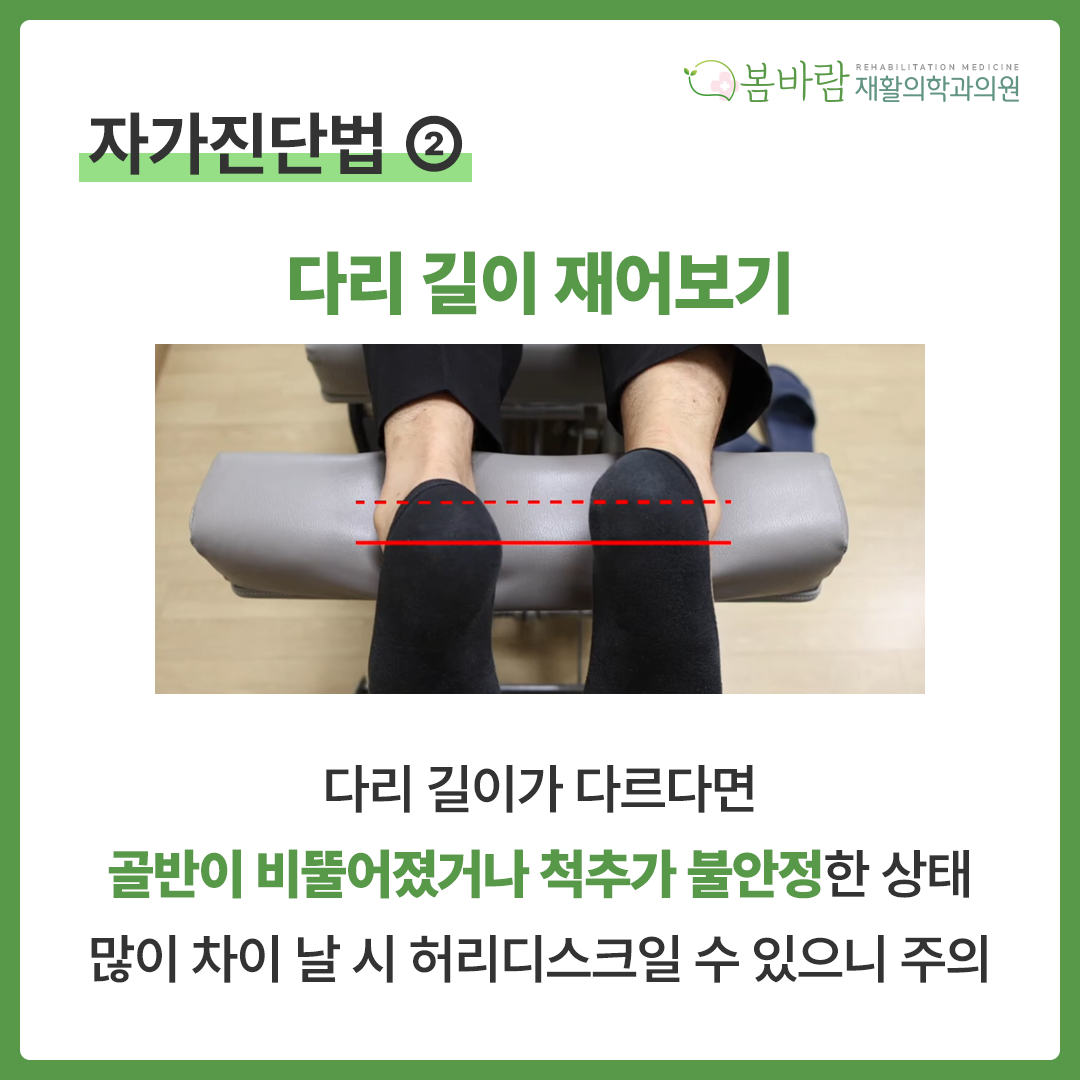 봄바람 REHABILITATION MEDICINE
재활의학과의원
자가진단법 ②
다리 길이 재어보기
다리 길이가 다르다면
골반이 비뚤어졌거나 척추가 불안정한 상태
많이 차이 날 시 허리디스크일 수 있으니 주의